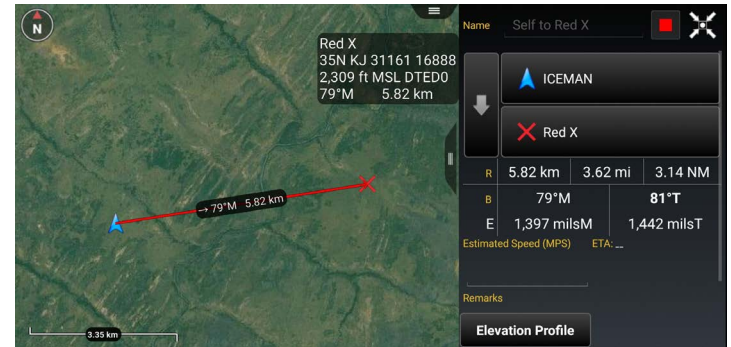 N
Red X
35N KJ 31161 16888
2,309 ft MSL DTED0
79°M 5.82 km
→ 79°M 5.82 km
3.35 km
Name Self to Red X
ICEMAN
Red X
R 5.82 km 3.62 mi 3.14 NM
B 79°M 81°T
E 1,397 milsM 1,442 milsT
Estimated Speed (MPS) ETA: __
Remarks
Elevation Profile